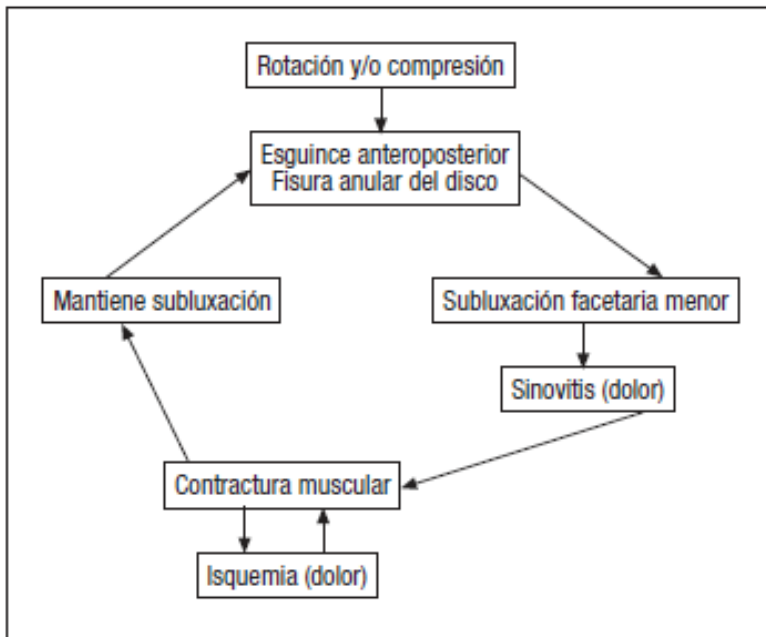 Rotación y/o compresión
Esguince anteroposterior
Fisura anular del disco
Mantiene subluxación
Subluxación facetaria menor
Sinovitis (dolor)
Contractura muscular
Isquemia (dolor)